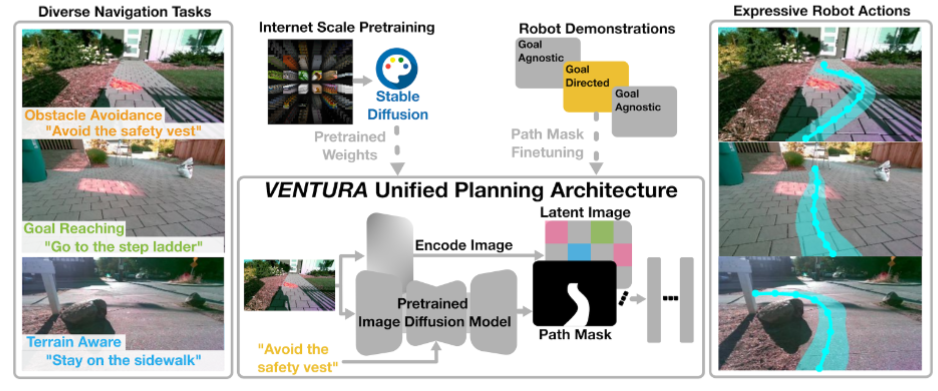 Diverse Navigation Tasks
Obstacle Avoidance
"Avoid the safety vest"
Goal Reaching
"Go to the step ladder"
Terrain Aware
"Stay on the sidewalk"
Internet Scale Pretraining
Stable
Diffusion
Pretrained
Weights
Robot Demonstrations
Goal
Agnostic
Goal
Directed
Goal
Agnostic
Path Mask
Finetuning
VENTURA Unified Planning Architecture
Encode Image
Latent Image
Pretrained
Image Diffusion Model
Path Mask
"Avoid the
safety vest"
Expressive Robot Actions